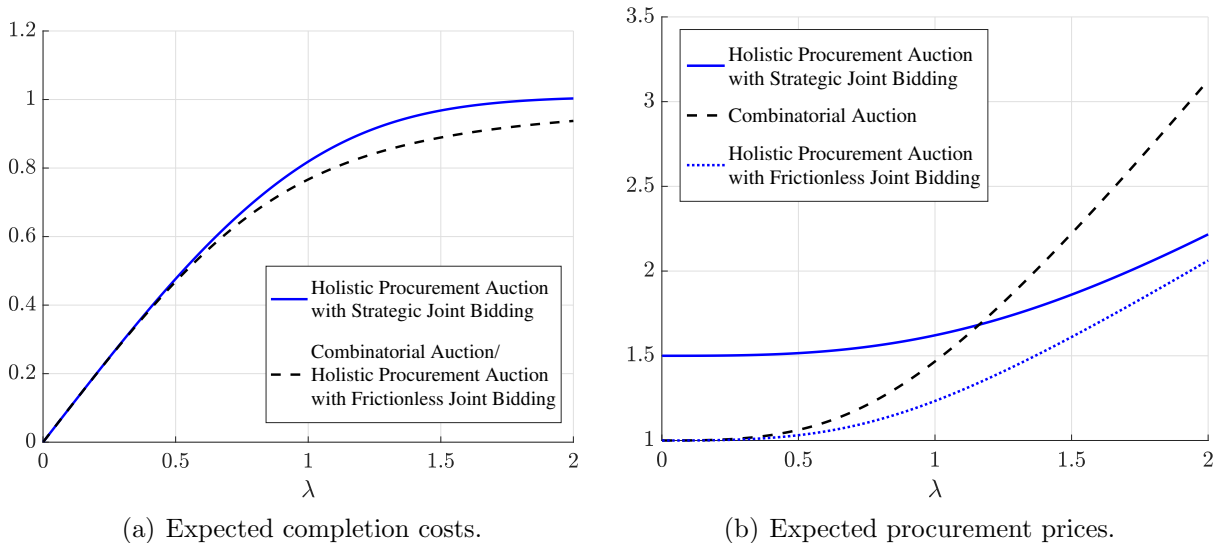 1.2
1
0.8
0.6
0.4
0.2
0
0 0.5 1 1.5 2
λ
Holistic Procurement Auction
with Strategic Joint Bidding
Combinatorial Auction/
Holistic Procurement Auction
with Frictionless Joint Bidding
(a) Expected completion costs.
3.5
3
2.5
2
1.5
1
0 0.5 1 1.5 2
λ
Holistic Procurement Auction
with Strategic Joint Bidding
Combinatorial Auction
Holistic Procurement Auction
with Frictionless Joint Bidding
(b) Expected procurement prices.